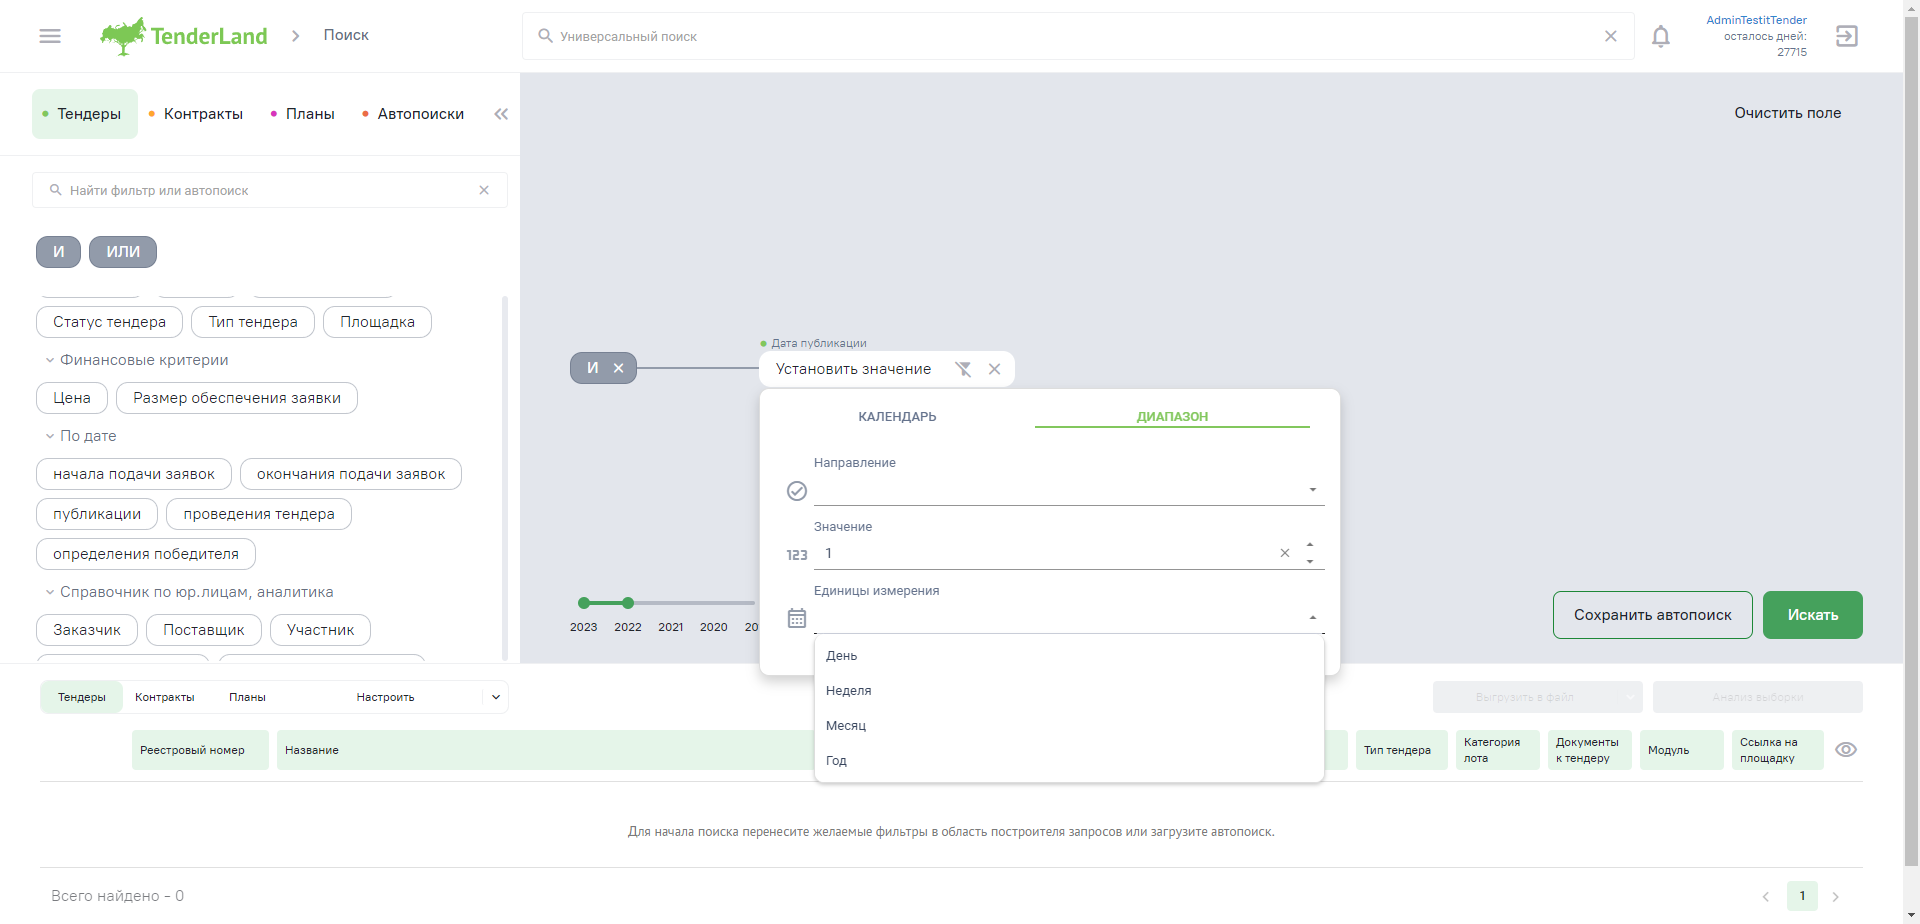 TenderLand
Поиск
Универсальный поиск
AdminTestitTender
осталось дней:
27715
Тендеры
Контракты
Планы
Автопоиски
Очистить поле
Найти фильтр или автопоиск
И
ИЛИ
Статус тендера
Тип тендера
Площадка
Финансовые критерии
Цена
Размер обеспечения заявки
По дате
начала подачи заявок
окончания подачи заявок
публикации
проведения тендера
определения победителя
Справочник по юр.лицам, аналитика
Заказчик
Поставщик
Участник
И
Дата публикации
Установить значение
КАЛЕНДАРЬ
ДИАПАЗОН
Направление
Значение
123
1
Единицы измерения
День
Неделя
Месяц
Год
2023
2022
2021
2020
20
Сохранить автопоиск
Искать
Тендеры
Контракты
Планы
Настроить
Выгрузить в файл
Анализ выборки
Реестровый номер
Название
Тип тендера
Категория
лота
Документы
к тендеру
Модуль
Ссылка на
площадку
Для начала поиска перенесите желаемые фильтры в область построителя запросов или загрузите автопоиск.
Всего найдено - 0
1